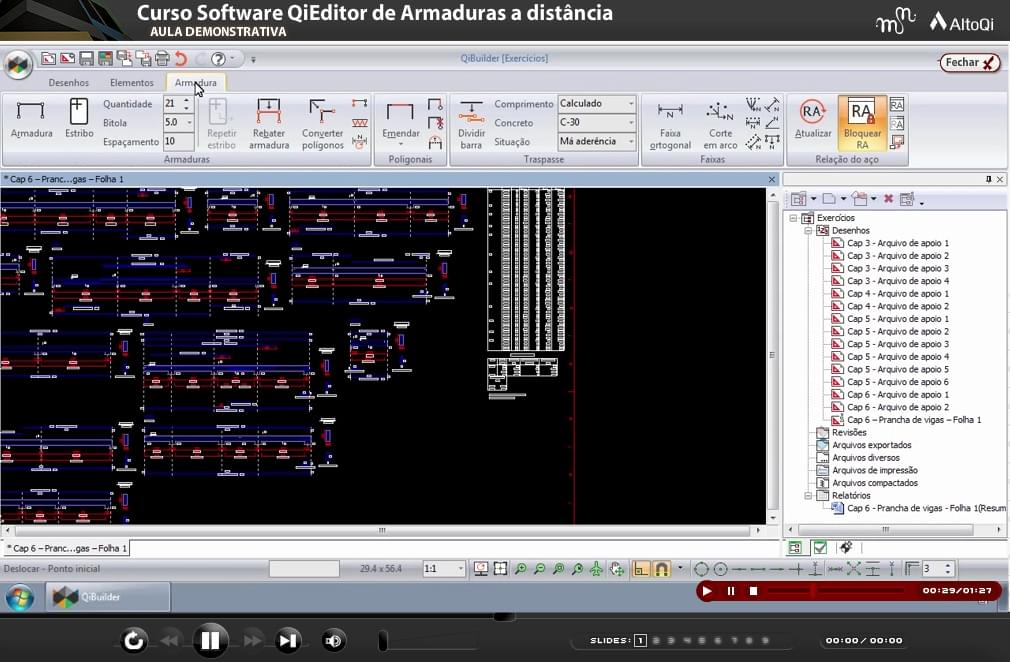 Curso Software QiEditor de Armaduras a distância
AULA DEMONSTRATIVA
AltoQi
QiBuilder [Exercícios]
Fechar
Desenhos Elementos Armadura
Armadura
Estribo
Quantidade 21
Bitola 5.0
Espaçamento 10
Repetir estribo
Rebater armadura
Converter polígonos
Armaduras
Emendar
Poligonais
Dividir barra
Comprimento Calculado
Concreto C-30
Situação Má aderência
Traspasse
Faixa ortogonal
Corte em arco
Faixas
RA
Atualizar
RA
Bloquear RA
Relação do aço
* Cap 6 – Pranc...gas – Folha 1
Exercícios
Desenhos
Cap 3 - Arquivo de apoio 1
Cap 3 - Arquivo de apoio 2
Cap 3 - Arquivo de apoio 3
Cap 3 - Arquivo de apoio 4
Cap 4 - Arquivo de apoio 1
Cap 4 - Arquivo de apoio 2
Cap 5 - Arquivo de apoio 1
Cap 5 - Arquivo de apoio 2
Cap 5 - Arquivo de apoio 3
Cap 5 - Arquivo de apoio 4
Cap 5 - Arquivo de apoio 5
Cap 5 - Arquivo de apoio 6
Cap 6 - Arquivo de apoio 1
Cap 6 - Arquivo de apoio 2
Cap 6 – Prancha de vigas – Folha 1
Revisões
Arquivos exportados
Arquivos diversos
Arquivos de impressão
Arquivos compactados
Relatórios
Cap 6 - Prancha de vigas - Folha 1(Resum
* Cap 6 – Pranc...gas – Folha 1
Deslocar - Ponto inicial
29.4 x 56.4
1:1
3
QiBuilder
00:29/01:27
SLIDES: 1 2 3 4 5 6 7 8 9
00:00 / 00:00